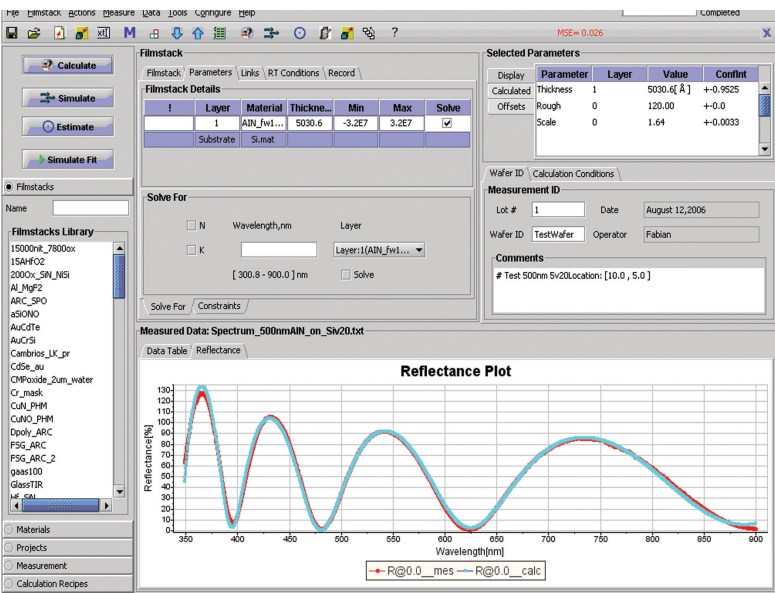 File Filmstack Actions Measure Data Tools Configure Help Completed
M ? MSE= 0.026 X
Calculate
Simulate
Estimate
Simulate Fit
Filmstacks
Name
Filmstacks Library
15000nit_7800ox
15AHfO2
200Ox_SiN_NiSi
Al_MgF2
ARC_SPO
aSiONO
AuCdTe
AuCrSi
Cambrios_LK_pr
CdSe_au
CMPoxide_2um_water
Cr_mask
CuN_PHM
CuNO_PHM
Dpoly_ARC
FSG_ARC
FSG_ARC_2
gaas100
GlassTIR
Hf_SiN
Materials
Projects
Measurement
Calculation Recipes
Filmstack
Filmstack Parameters Links RT Conditions Record
Filmstack Details
! Layer Material Thickne... Min Max Solve
1 AlN_fw1... 5030.6 -3.2E7 3.2E7
Substrate Si.mat
Solve For
N Wavelength,nm Layer
K Layer:1(AlN_fw1...
[ 300.8 - 900.0 ] nm Solve
Solve For Constraints
Selected Parameters
Display
Calculated
Offsets
Parameter Layer Value ConfInt
Thickness 1 5030.6[ Å ] +-0.9525
Rough 0 120.00 +-0.0
Scale 0 1.64 +-0.0033
Wafer ID Calculation Conditions
Measurement ID
Lot # 1 Date August 12,2006
Wafer ID TestWafer Operator Fabian
Comments
# Test 500nm 5v20Location: [10.0 , 5.0 ]
Measured Data: Spectrum_500nmAlN_on_Siv20.txt
Data Table Reflectance
Reflectance Plot
Reflectance[%]
130
120
110
100
90
80
70
60
50
40
30
20
10
0
350 400 450 500 550 600 650 700 750 800 850 900
Wavelength[nm]
R@0.0__mes R@0.0__calc